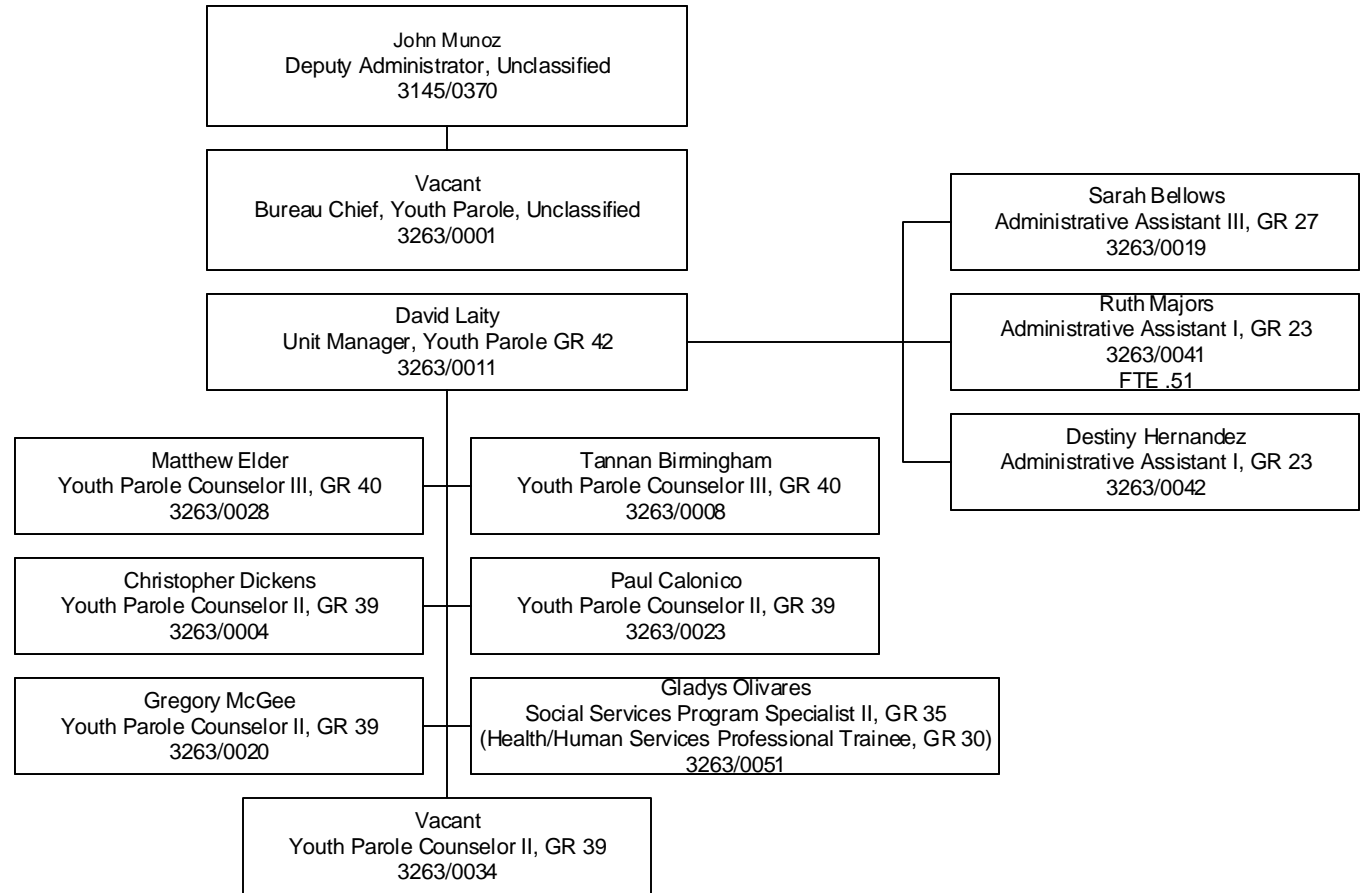 John Munoz
Deputy Administrator, Unclassified
3145/0370
Vacant
Bureau Chief, Youth Parole, Unclassified
3263/0001
David Laity
Unit Manager, Youth Parole GR 42
3263/0011
Sarah Bellows
Administrative Assistant III, GR 27
3263/0019
Ruth Majors
Administrative Assistant I, GR 23
3263/0041
FTE .51
Destiny Hernandez
Administrative Assistant I, GR 23
3263/0042
Matthew Elder
Youth Parole Counselor III, GR 40
3263/0028
Tannan Birmingham
Youth Parole Counselor III, GR 40
3263/0008
Christopher Dickens
Youth Parole Counselor II, GR 39
3263/0004
Paul Calonico
Youth Parole Counselor II, GR 39
3263/0023
Gregory McGee
Youth Parole Counselor II, GR 39
3263/0020
Gladys Olivares
Social Services Program Specialist II, GR 35
(Health/Human Services Professional Trainee, GR 30)
3263/0051
Vacant
Youth Parole Counselor II, GR 39
3263/0034